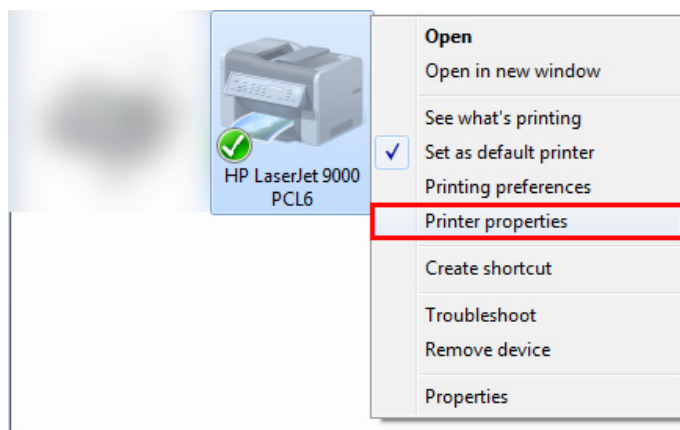 HP LaserJet 9000
PCL6
Open
Open in new window
See what's printing
Set as default printer
Printing preferences
Printer properties
Create shortcut
Troubleshoot
Remove device
Properties